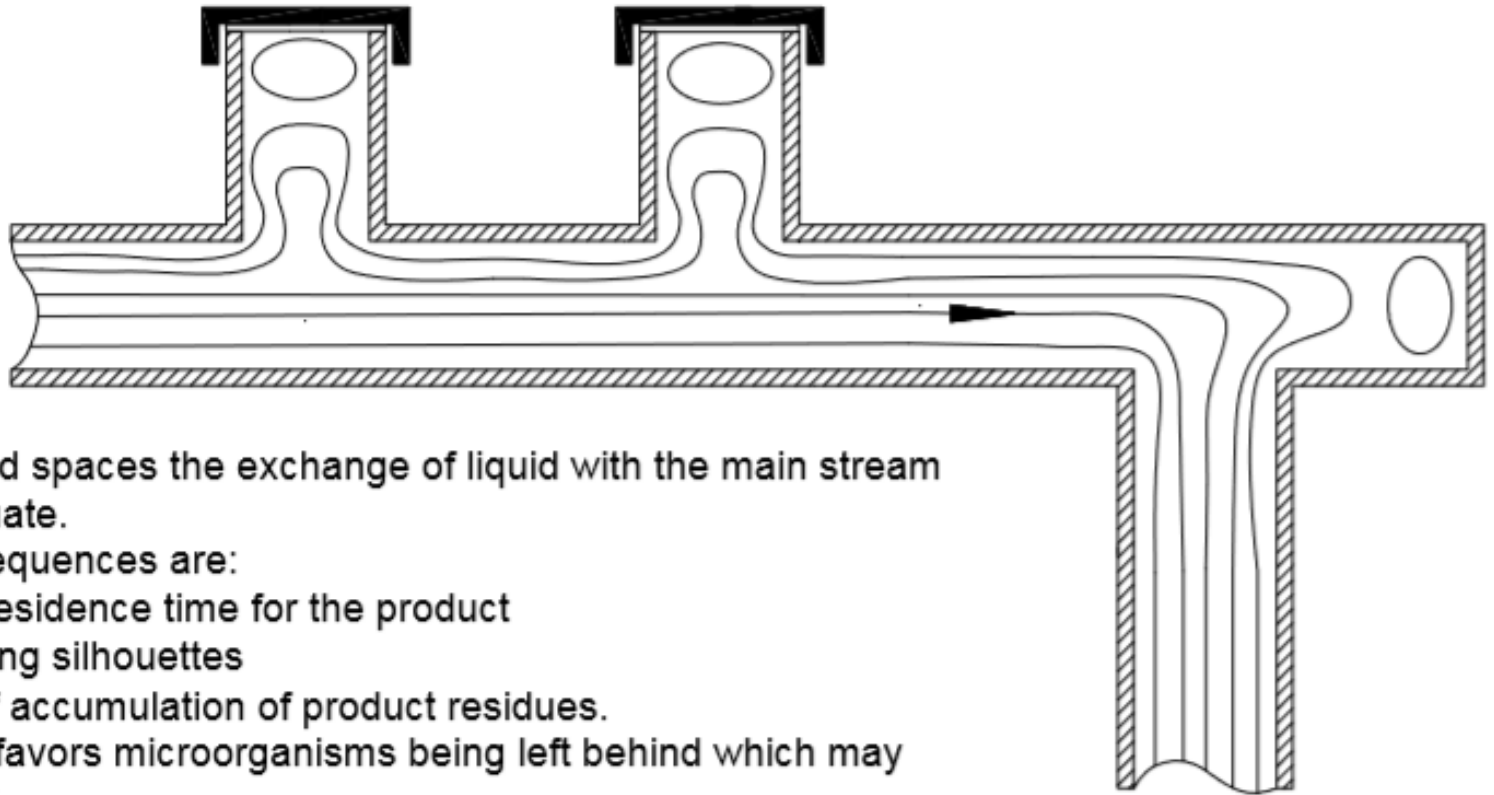 d spaces the exchange of liquid with the main stream
uate.
equences are:
esidence time for the product
ng silhouettes
f accumulation of product residues.
favors microorganisms being left behind which may